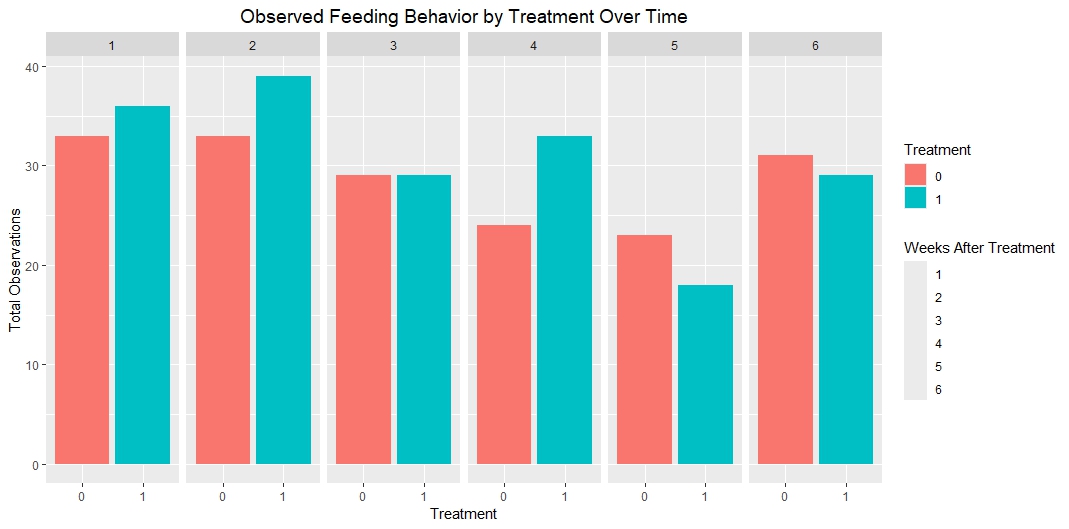 Observed Feeding Behavior by Treatment Over Time
1 2 3 4 5 6
40
30
20
10
0
Total Observations
0 1 0 1 0 1 0 1 0 1 0 1
Treatment
Treatment
0
1
Weeks After Treatment
1
2
3
4
5
6